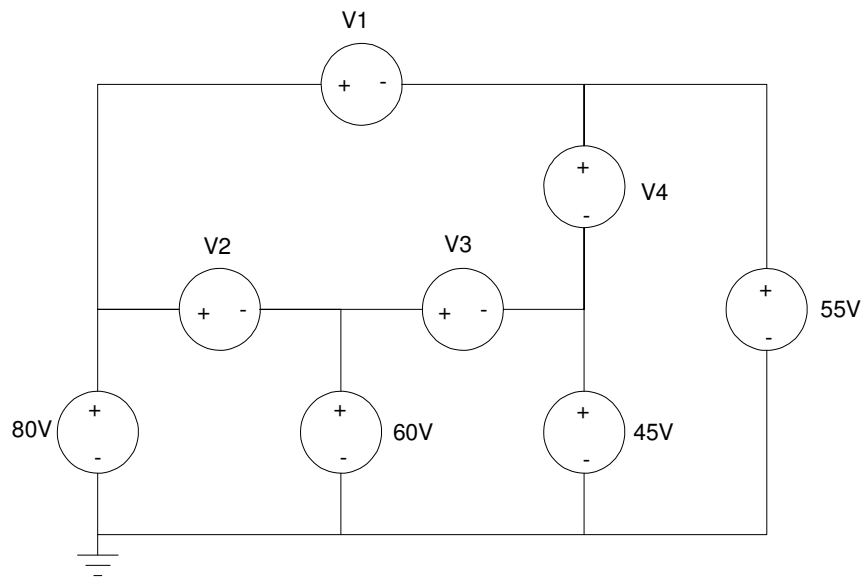 V1
+ -
+
V4
-
V2
V3
+ -
+ -
+
55V
-
80V
+
-
+
60V
-
+
45V
-